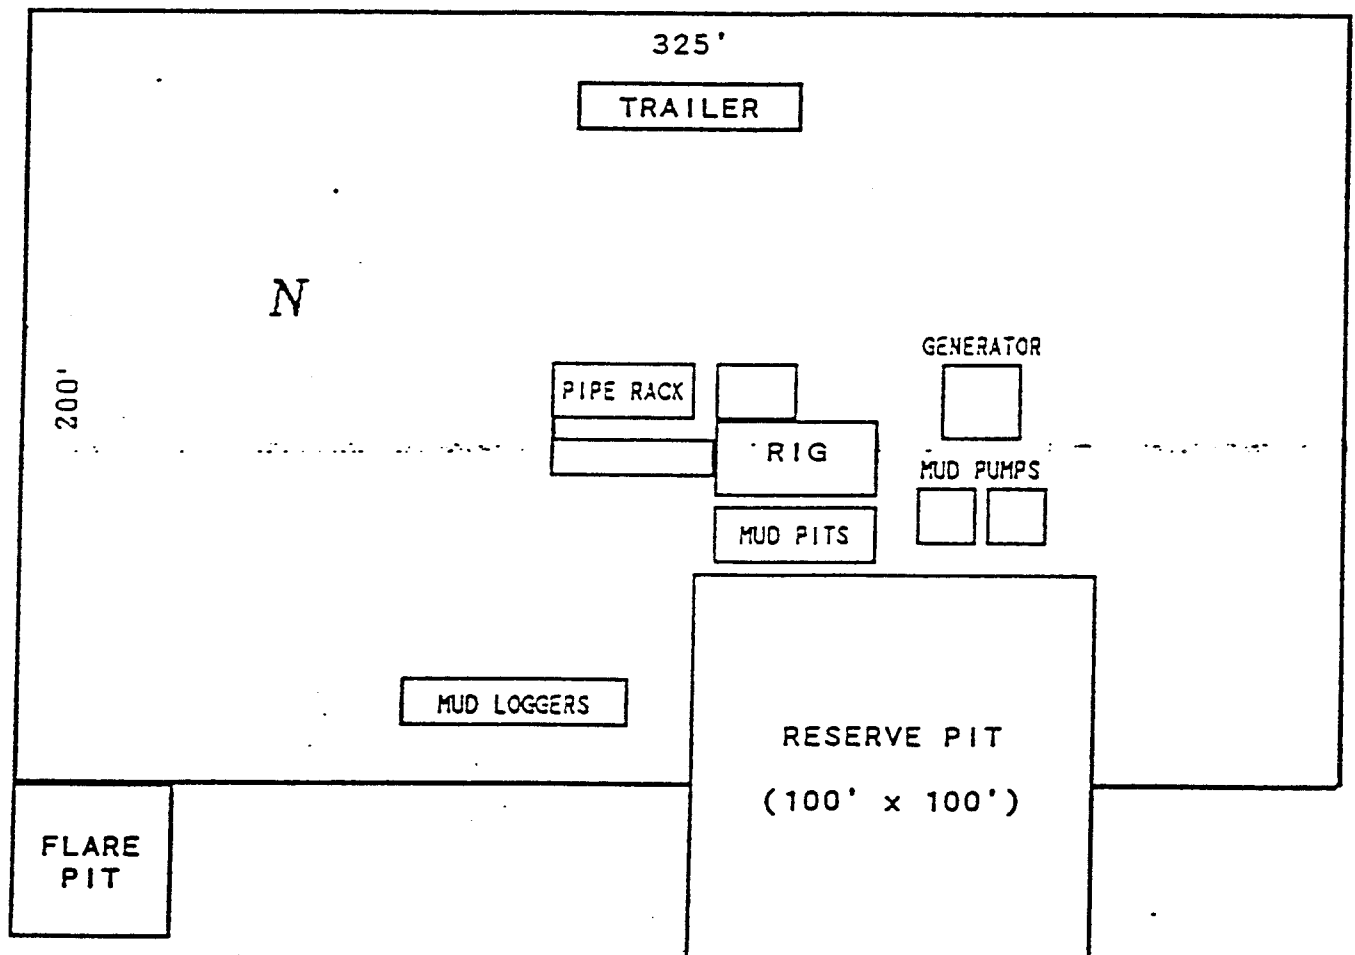 325'
TRAILER
N
200'
GENERATOR
PIPE RACK
RIG
MUD PUMPS
MUD PITS
MUD LOGGERS
RESERVE PIT
(100' x 100')
FLARE
PIT